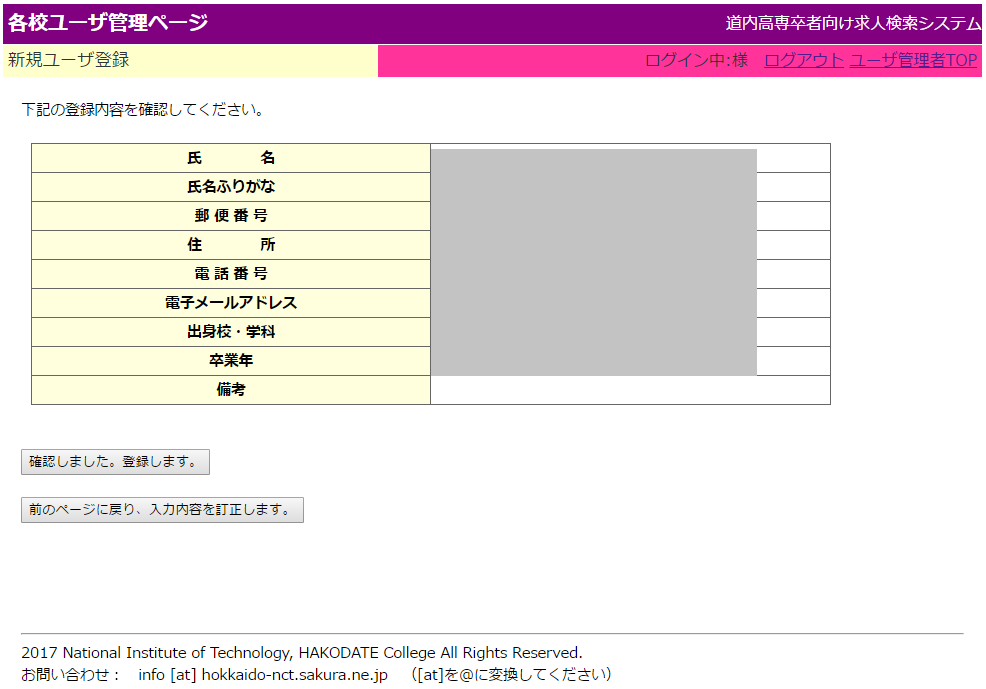 各校ユーザ管理ページ 道内高専卒者向け求人検索システム
新規ユーザ登録 ログイン中:様 ログアウト ユーザ管理者TOP
下記の登録内容を確認してください。
氏 名
氏名ふりがな
郵 便 番 号
住 所
電 話 番 号
電子メールアドレス
出身校・学科
卒業年
備考
確認しました。登録します。
前のページに戻り、入力内容を訂正します。
2017 National Institute of Technology, HAKODATE College All Rights Reserved.
お問い合わせ： info [at] hokkaido-nct.sakura.ne.jp （[at]を@に変換してください）